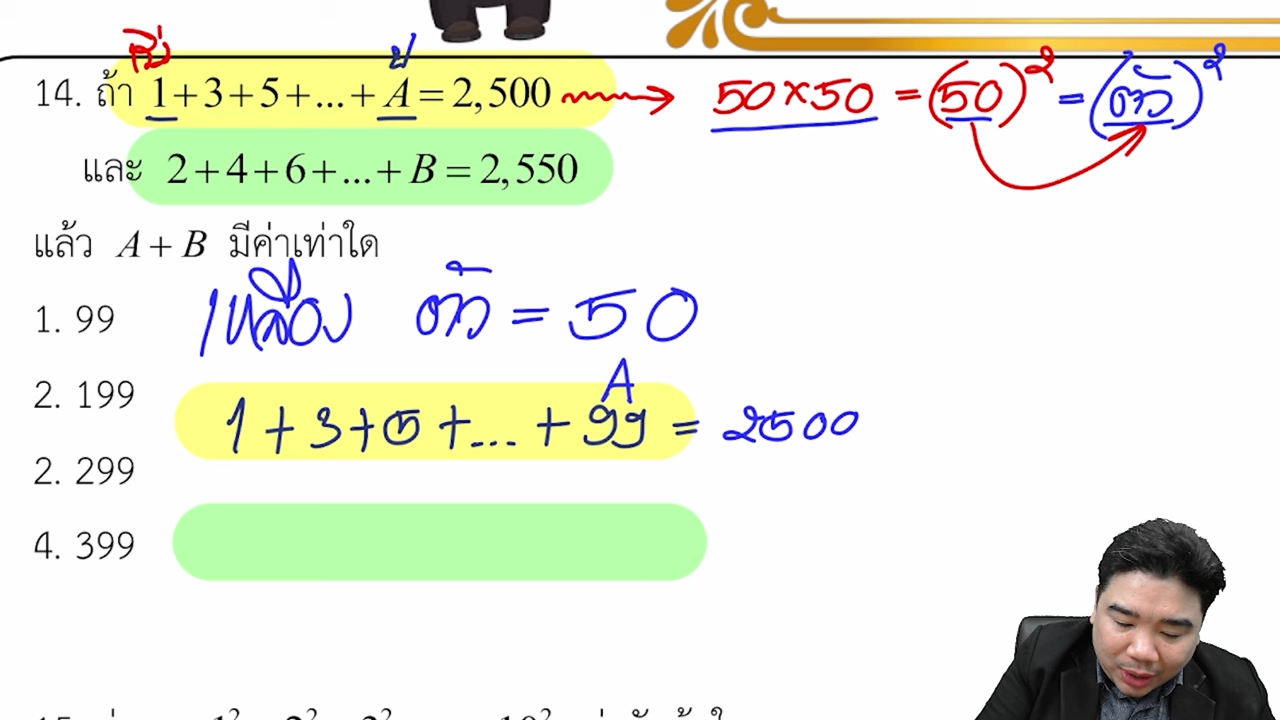 14. ถ้า 1+3+5+...+A=2,500 50×50 = (50)² = (ตัว)²
และ 2+4+6+...+B=2,550
แล้ว A+B มีค่าเท่าใด
1. 99
เหลือง ตัว = 50
2. 199
A
1+3+5+...+99 = 2500
2. 299
4. 399